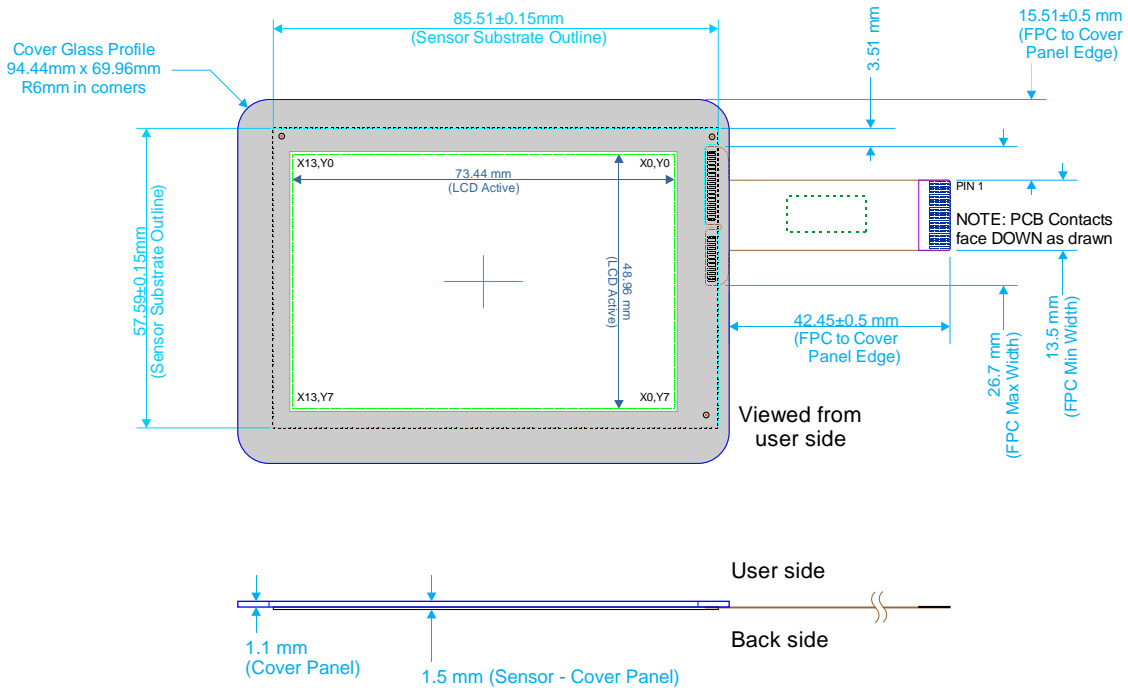 85.51±0.15mm
(Sensor Substrate Outline)
3.51 mm
15.51±0.5 mm
(FPC to Cover
Panel Edge)
Cover Glass Profile
94.44mm x 69.96mm
R6mm in corners
57.59±0.15mm
(Sensor Substrate Outline)
X13,Y0
X0,Y0
73.44 mm
(LCD Active)
48.96 mm
(LCD Active)
X13,Y7
X0,Y7
PIN 1
NOTE: PCB Contacts
face DOWN as drawn
42.45±0.5 mm
(FPC to Cover
Panel Edge)
26.7 mm
(FPC Max Width)
13.5 mm
(FPC Min Width)
Viewed from
user side
User side
Back side
1.1 mm
(Cover Panel)
1.5 mm (Sensor - Cover Panel)